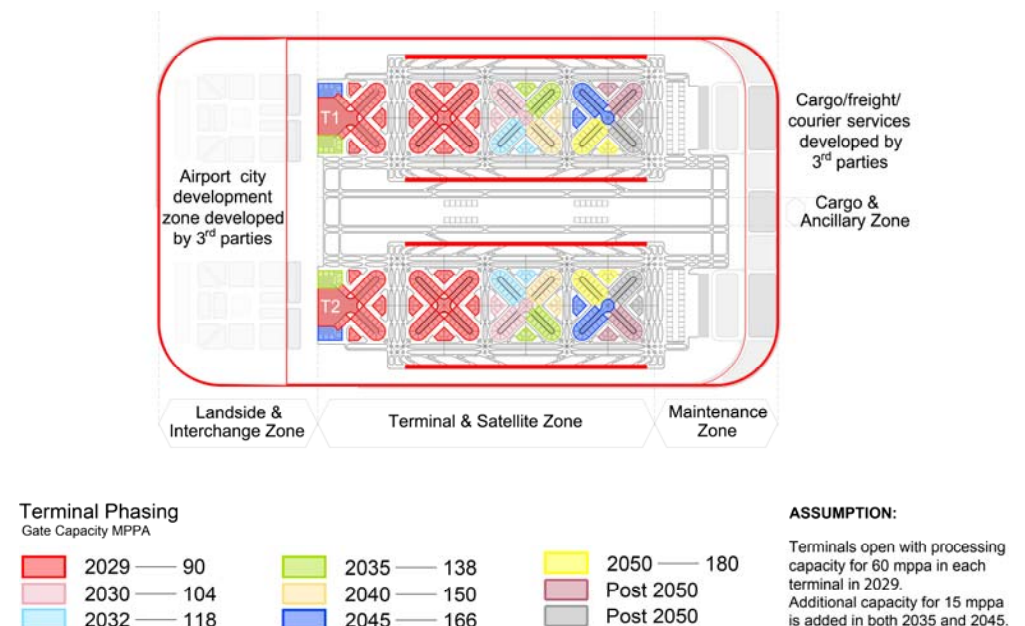 T1
Airport city
development
zone developed
by 3rd parties
T2
Cargo/freight/
courier services
developed by
3rd parties
Cargo &
Ancillary Zone
Landside &
Interchange Zone
Terminal & Satellite Zone
Maintenance
Zone
Terminal Phasing
Gate Capacity MPPA
2029 —— 90
2030 —— 104
2032 —— 118
2035 —— 138
2040 —— 150
2045 —— 166
2050 —— 180
Post 2050
Post 2050
ASSUMPTION:
Terminals open with processing
capacity for 60 mppa in each
terminal in 2029.
Additional capacity for 15 mppa
is added in both 2035 and 2045.